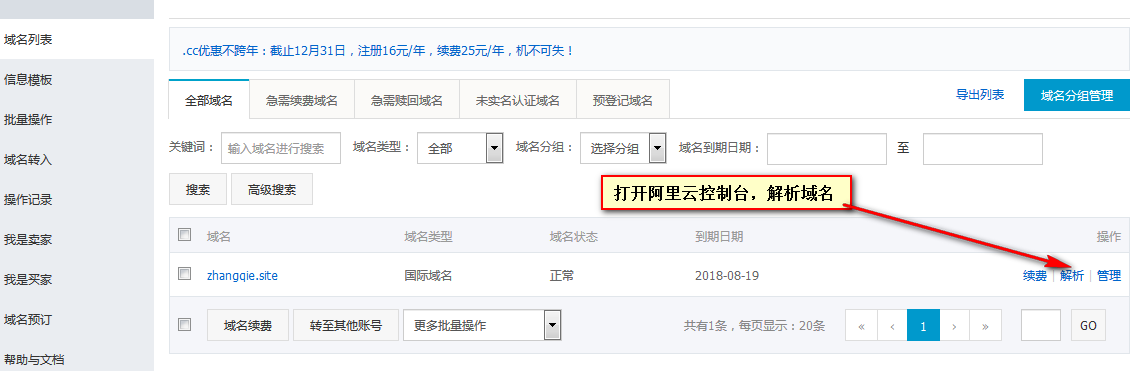 域名列表
信息模板
批量操作
域名转入
操作记录
我是卖家
我是买家
域名预订
帮助与文档
.cc优惠不跨年：截止12月31日，注册16元/年，续费25元/年，机不可失！
全部域名 急需续费域名 急需赎回域名 未实名认证域名 预登记域名 导出列表 域名分组管理
关键词： 输入域名进行搜索 域名类型： 全部 域名分组： 选择分组 域名到期日期： 至
搜索 高级搜索
打开阿里云控制台，解析域名
域名 域名类型 域名状态 到期日期 操作
zhangqie.site 国际域名 正常 2018-08-19 续费 | 解析 | 管理
域名续费 转至其他账号 更多批量操作 共有1条，每页显示：20条 « ‹ 1 › » GO